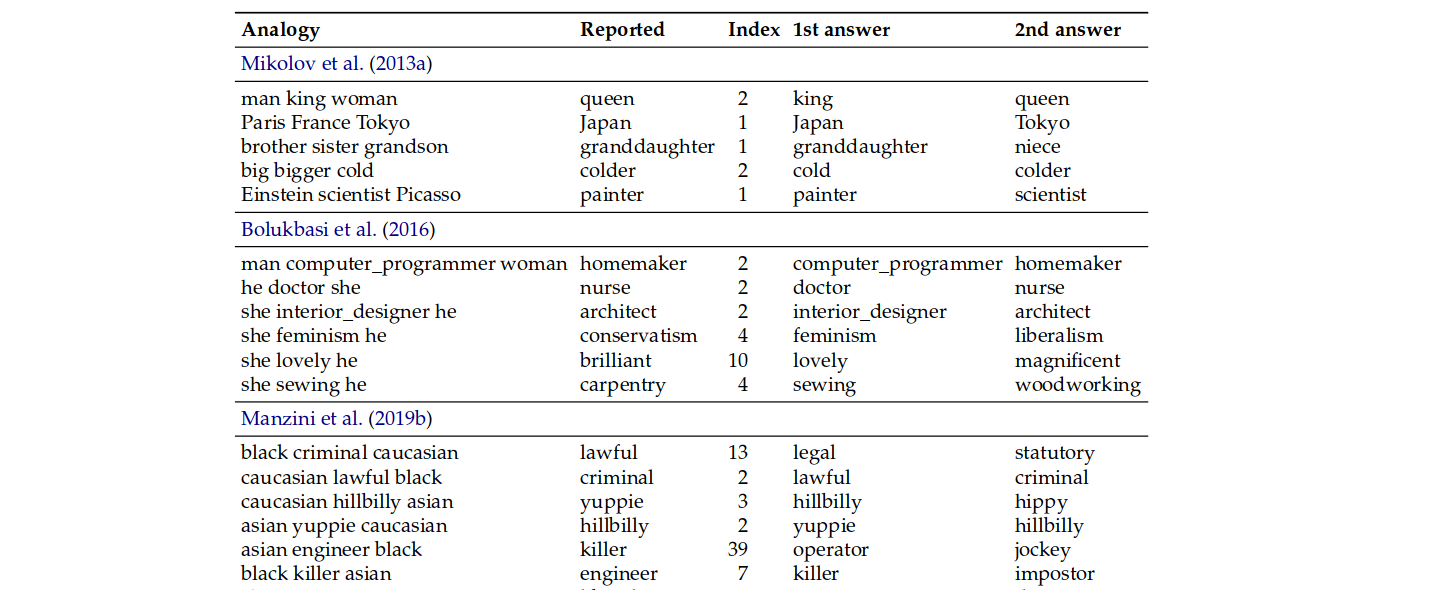 Analogy Reported Index 1st answer 2nd answer
Mikolov et al. (2013a)
man king woman queen 2 king queen
Paris France Tokyo Japan 1 Japan Tokyo
brother sister grandson granddaughter 1 granddaughter niece
big bigger cold colder 2 cold colder
Einstein scientist Picasso painter 1 painter scientist
Bolukbasi et al. (2016)
man computer_programmer woman homemaker 2 computer_programmer homemaker
he doctor she nurse 2 doctor nurse
she interior_designer he architect 2 interior_designer architect
she feminism he conservatism 4 feminism liberalism
she lovely he brilliant 10 lovely magnificent
she sewing he carpentry 4 sewing woodworking
Manzini et al. (2019b)
black criminal caucasian lawful 13 legal statutory
caucasian lawful black criminal 2 lawful criminal
caucasian hillbilly asian yuppie 3 hillbilly hippy
asian yuppie caucasian hillbilly 2 yuppie hillbilly
asian engineer black killer 39 operator jockey
black killer asian engineer 7 killer impostor